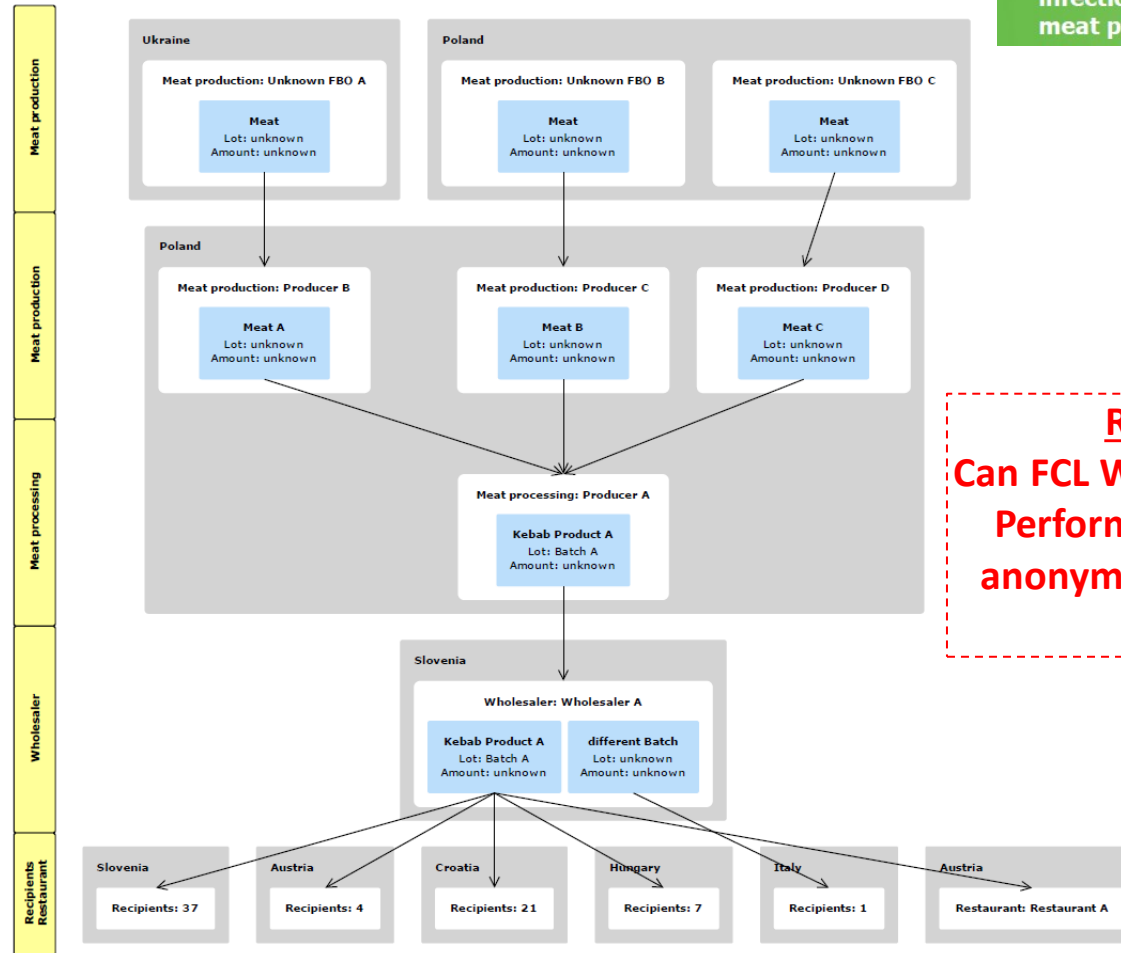 infection
meat p
Meat production
Ukraine
Meat production: Unknown FBO A
Meat
Lot: unknown
Amount: unknown
Poland
Meat production: Unknown FBO B
Meat
Lot: unknown
Amount: unknown
Meat production: Unknown FBO C
Meat
Lot: unknown
Amount: unknown
Meat production
Poland
Meat production: Producer B
Meat A
Lot: unknown
Amount: unknown
Meat production: Producer C
Meat B
Lot: unknown
Amount: unknown
Meat production: Producer D
Meat C
Lot: unknown
Amount: unknown
Meat processing
Meat processing: Producer A
Kebab Product A
Lot: Batch A
Amount: unknown
R
Can FCL W
Perform
anonym
Wholesaler
Slovenia
Wholesaler: Wholesaler A
Kebab Product A
Lot: Batch A
Amount: unknown
different Batch
Lot: unknown
Amount: unknown
Recipients
Restaurant
Slovenia
Recipients: 37
Austria
Recipients: 4
Croatia
Recipients: 21
Hungary
Recipients: 7
Italy
Recipients: 1
Austria
Restaurant: Restaurant A